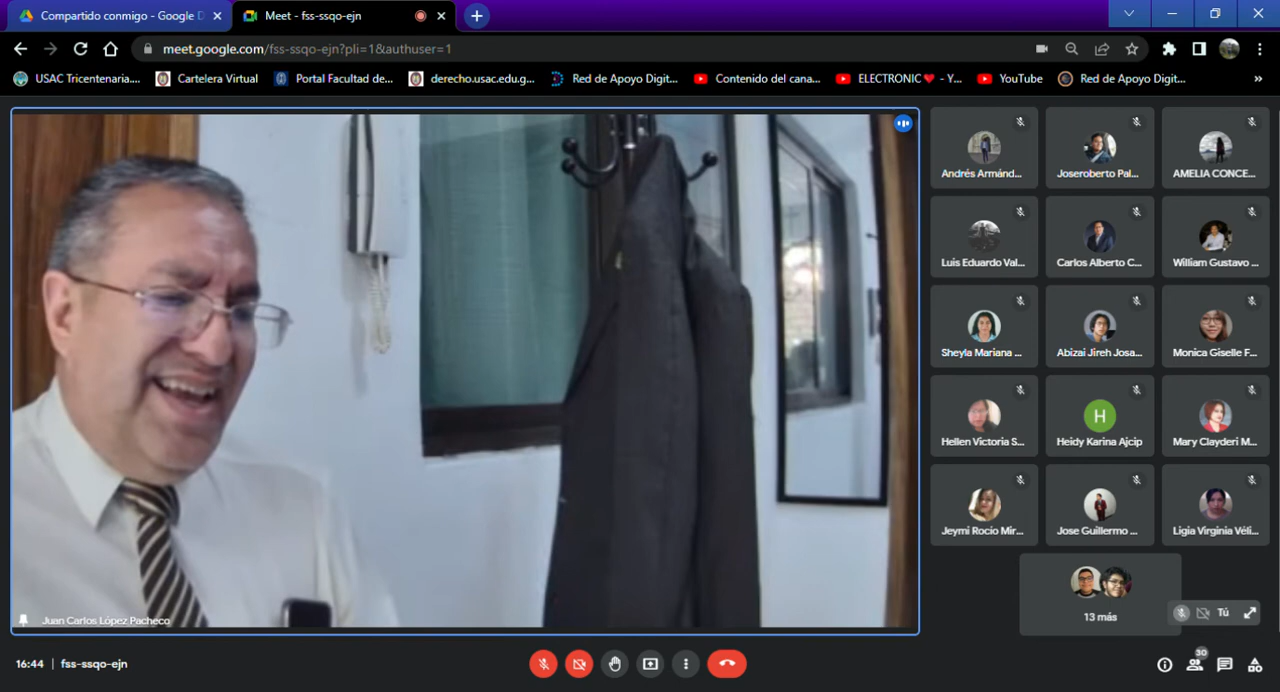 Compartido conmigo - Google D
Meet - fss-ssqo-ejn
meet.google.com/fss-ssqo-ejn?pli=1&authuser=1
USAC Tricentenaria....
Cartelera Virtual
Portal Facultad de...
derecho.usac.edu.g...
Red de Apoyo Digit...
Contenido del cana...
ELECTRONIC❤ - Y...
YouTube
Red de Apoyo Digit...
»
Andrés Armánd...
Joseroberto Pal...
AMELIA CONCE...
Luis Eduardo Val...
Carlos Alberto C...
William Gustavo ...
Sheyla Mariana ...
Abizai Jireh Josa...
Monica Giselle F...
H
Hellen Victoria S...
Heidy Karina Ajcip
Mary Clayderi M...
Jeymi Rocío Mir...
Jose Guillermo ...
Ligia Virginia Véli...
13 más
Tú
Juan Carlos López Pacheco
16:44 | fss-ssqo-ejn
30